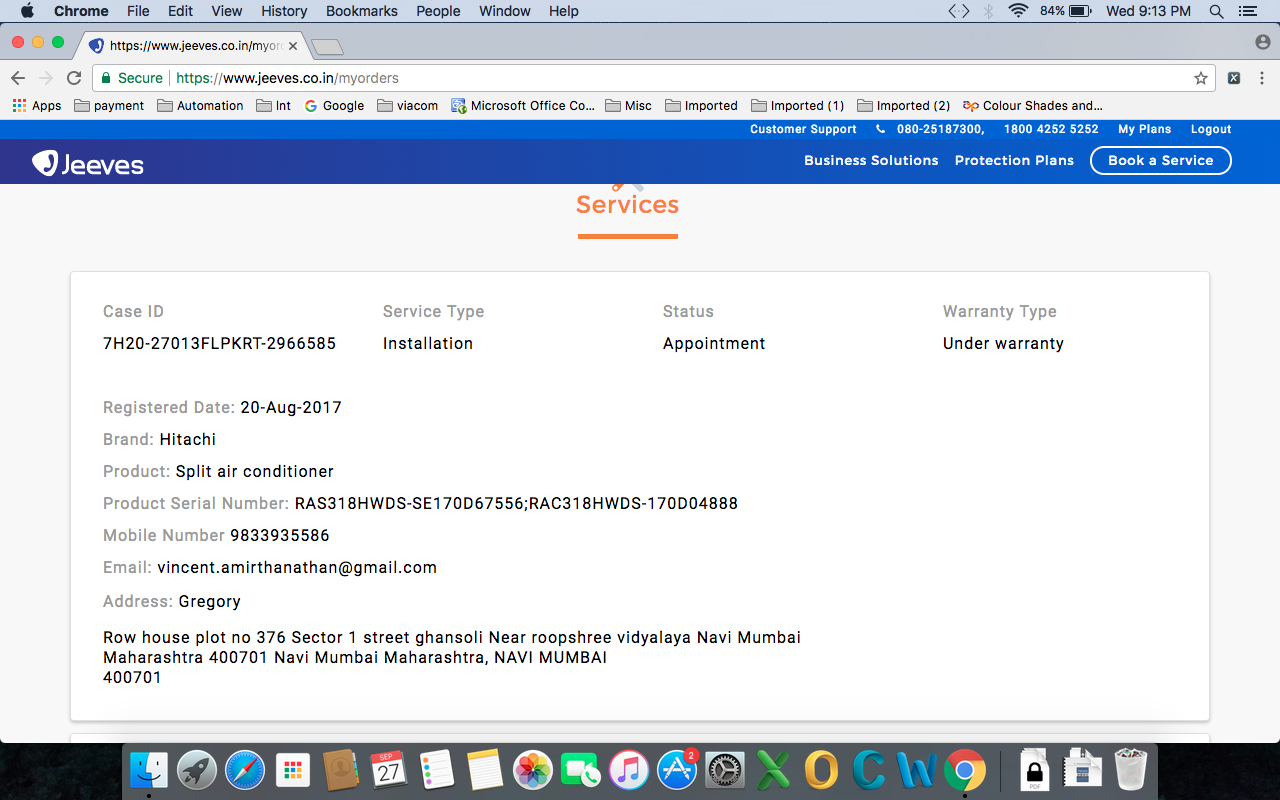 Chrome File Edit View History Bookmarks People Window Help 84% Wed 9:13 PM
https://www.jeeves.co.in/myor
Secure https://www.jeeves.co.in/myorders
Apps payment Automation Int Google viacom Microsoft Office Co... Misc Imported Imported (1) Imported (2) Colour Shades and...
Customer Support 080-25187300, 1800 4252 5252 My Plans Logout
Jeeves Business Solutions Protection Plans Book a Service
Services
Case ID Service Type Status Warranty Type
7H20-27013FLPKRT-2966585 Installation Appointment Under warranty
Registered Date: 20-Aug-2017
Brand: Hitachi
Product: Split air conditioner
Product Serial Number: RAS318HWDS-SE170D67556;RAC318HWDS-170D04888
Mobile Number 9833935586
Email: vincent.amirthanathan@gmail.com
Address: Gregory
Row house plot no 376 Sector 1 street ghansoli Near roopshree vidyalaya Navi Mumbai
Maharashtra 400701 Navi Mumbai Maharashtra, NAVI MUMBAI
400701
SEP
27
2
PDF